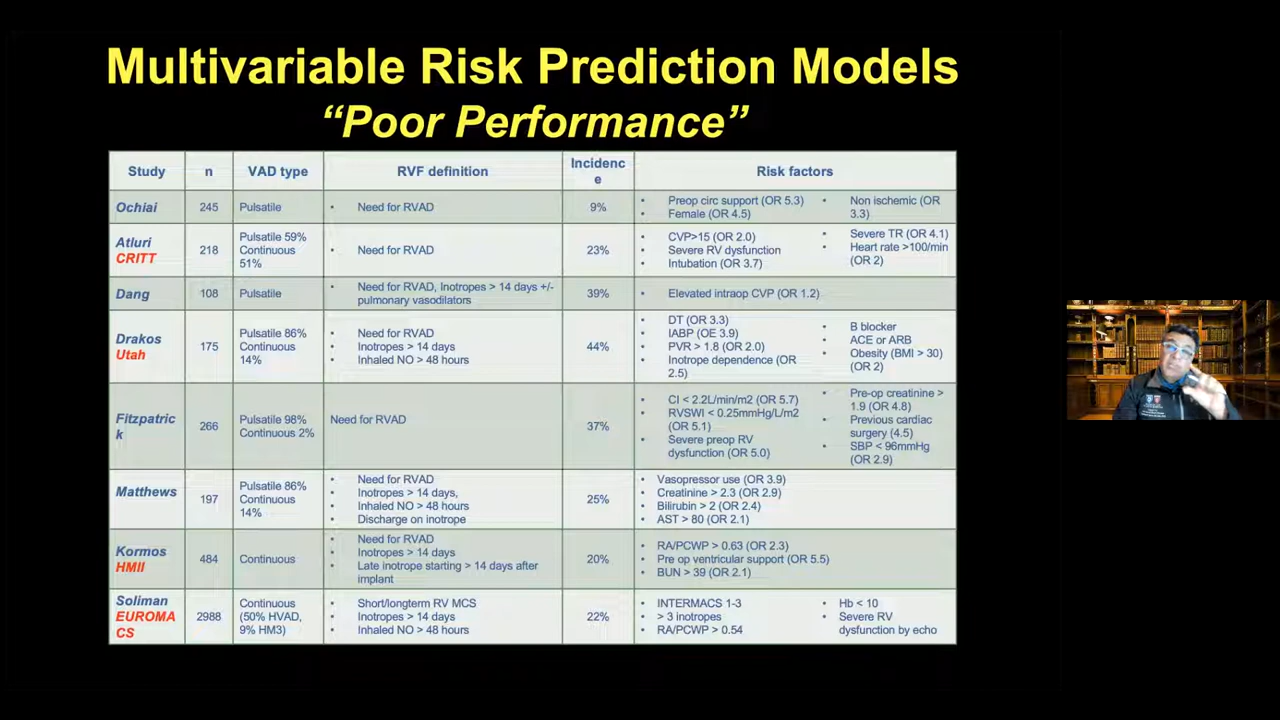 Multivariable Risk Prediction Models
“Poor Performance”
Study n VAD type RVF definition Incidenc
e Risk factors
Ochiai 245 Pulsatile • Need for RVAD 9% • Preop circ support (OR 5.3)
• Female (OR 4.5)
• Non ischemic (OR
3.3)
Atluri
CRITT 218 Pulsatile 59%
Continuous
51%
• Need for RVAD 23% • CVP>15 (OR 2.0)
• Severe RV dysfunction
• Intubation (OR 3.7)
• Severe TR (OR 4.1)
• Heart rate >100/min
(OR 2)
Dang 108 Pulsatile • Need for RVAD, Inotropes > 14 days +/-
pulmonary vasodilators
39% • Elevated intraop CVP (OR 1.2)
Drakos
Utah 175 Pulsatile 86%
Continuous
14%
• Need for RVAD
• Inotropes > 14 days
• Inhaled NO > 48 hours
44% • DT (OR 3.3)
• IABP (OE 3.9)
• PVR > 1.8 (OR 2.0)
• Inotrope dependence (OR
2.5)
• B blocker
• ACE or ARB
• Obesity (BMI > 30)
(OR 2)
Fitzpatric
k 266 Pulsatile 98%
Continuous 2%
Need for RVAD 37% • CI < 2.2L/min/m2 (OR 5.7)
• RVSWI < 0.25mmHg/L/m2
(OR 5.1)
• Severe preop RV
dysfunction (OR 5.0)
• Pre-op creatinine >
1.9 (OR 4.8)
• Previous cardiac
surgery (4.5)
• SBP < 96mmHg
(OR 2.9)
Matthews 197 Pulsatile 86%
Continuous
14%
• Need for RVAD
• Inotropes > 14 days,
• Inhaled NO > 48 hours
• Discharge on inotrope
25% • Vasopressor use (OR 3.9)
• Creatinine > 2.3 (OR 2.9)
• Bilirubin > 2 (OR 2.4)
• AST > 80 (OR 2.1)
Kormos
HMII 484 Continuous • Need for RVAD
• Inotropes > 14 days
• Late inotrope starting > 14 days after
implant
20% • RA/PCWP > 0.63 (OR 2.3)
• Pre op ventricular support (OR 5.5)
• BUN > 39 (OR 2.1)
Soliman
EUROMA
CS 2988 Continuous
(50% HVAD,
9% HM3)
• Short/longterm RV MCS
• Inotropes > 14 days
• Inhaled NO > 48 hours
22% • INTERMACS 1-3
• > 3 inotropes
• RA/PCWP > 0.54
• Hb < 10
• Severe RV
dysfunction by echo